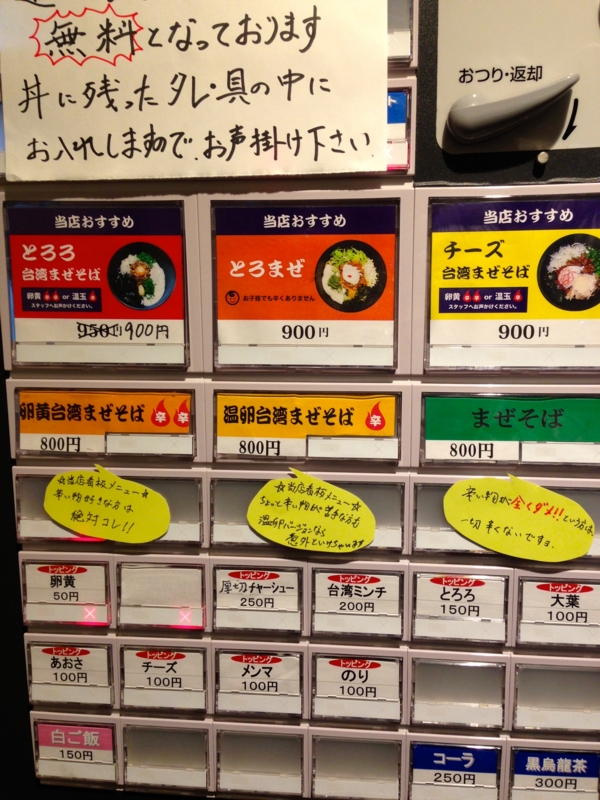 無料となっております
丼に残ったタレ・具の中に
お入れしますので、お声掛け下さい
おつり・返却
当店おすすめ
とろろ
台湾まぜそば
卵黄 辛辛 or 温玉 辛
スタッフへお声かけください。
950円 900円
当店おすすめ
とろまぜ
お子様でも辛くありません
900円
当店おすすめ
チーズ
台湾まぜそば
卵黄 辛辛 or 温玉 辛
スタッフへお声かけください。
900円
卵黄台湾まぜそば 辛辛
800円
温卵台湾まぜそば 辛
800円
まぜそば
800円
☆当店看板メニュー☆
辛い物好きな方は
絶対コレ!!
☆当店看板メニュー☆
ちょっと辛い物が苦手な方も
温卵バージョンなら
意外といけちゃいます
辛い物が全くダメ!!という方は、
一切辛くないですョ.
トッピング
卵黄
50円
トッピング
厚切チャーシュー
250円
トッピング
台湾ミンチ
200円
トッピング
とろろ
150円
トッピング
大葉
100円
トッピング
あおさ
100円
トッピング
チーズ
100円
トッピング
メンマ
100円
トッピング
のり
100円
白ご飯
150円
コーラ
250円
黒烏龍茶
300円